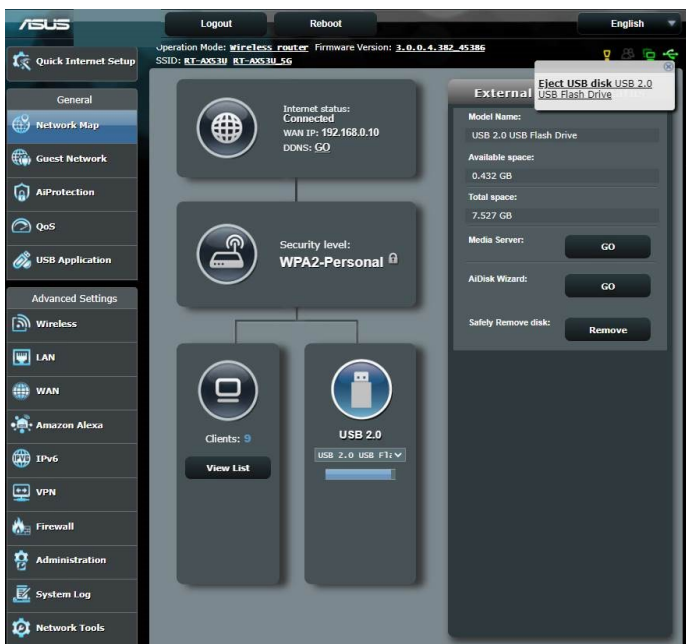 ASUS
Logout
Reboot
English
Quick Internet Setup
Operation Mode: Wireless router Firmware Version: 3.0.0.4.382_45386
SSID: RT-AX53U RT-AX53U_5G
General
Network Map
Guest Network
AiProtection
QoS
USB Application
Advanced Settings
Wireless
LAN
WAN
Amazon Alexa
IPv6
VPN
Firewall
Administration
System Log
Network Tools
Internet status:
Connected
WAN IP: 192.168.0.10
DDNS: GO
Security level:
WPA2-Personal
Clients: 9
View List
USB 2.0
USB 2.0 USB Fla
Eject USB disk USB 2.0
USB Flash Drive
External
Model Name:
USB 2.0 USB Flash Drive
Available space:
0.432 GB
Total space:
7.527 GB
Media Server:
GO
AiDisk Wizard:
GO
Safely Remove disk:
Remove